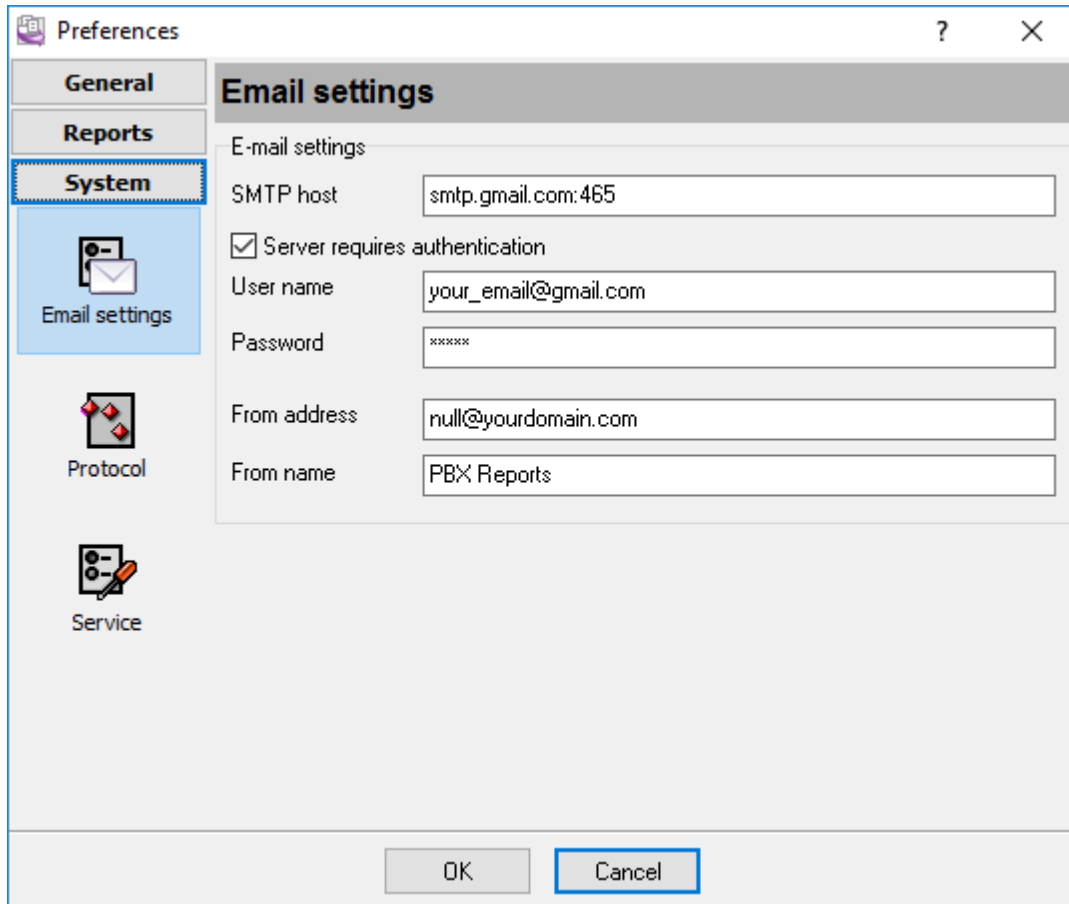 Preferences
?
General
Reports
System
Email settings
Protocol
Service
Email settings
E-mail settings
SMTP host smtp.gmail.com:465
Server requires authentication
User name your_email@gmail.com
Password *****
From address null@yourdomain.com
From name PBX Reports
OK Cancel